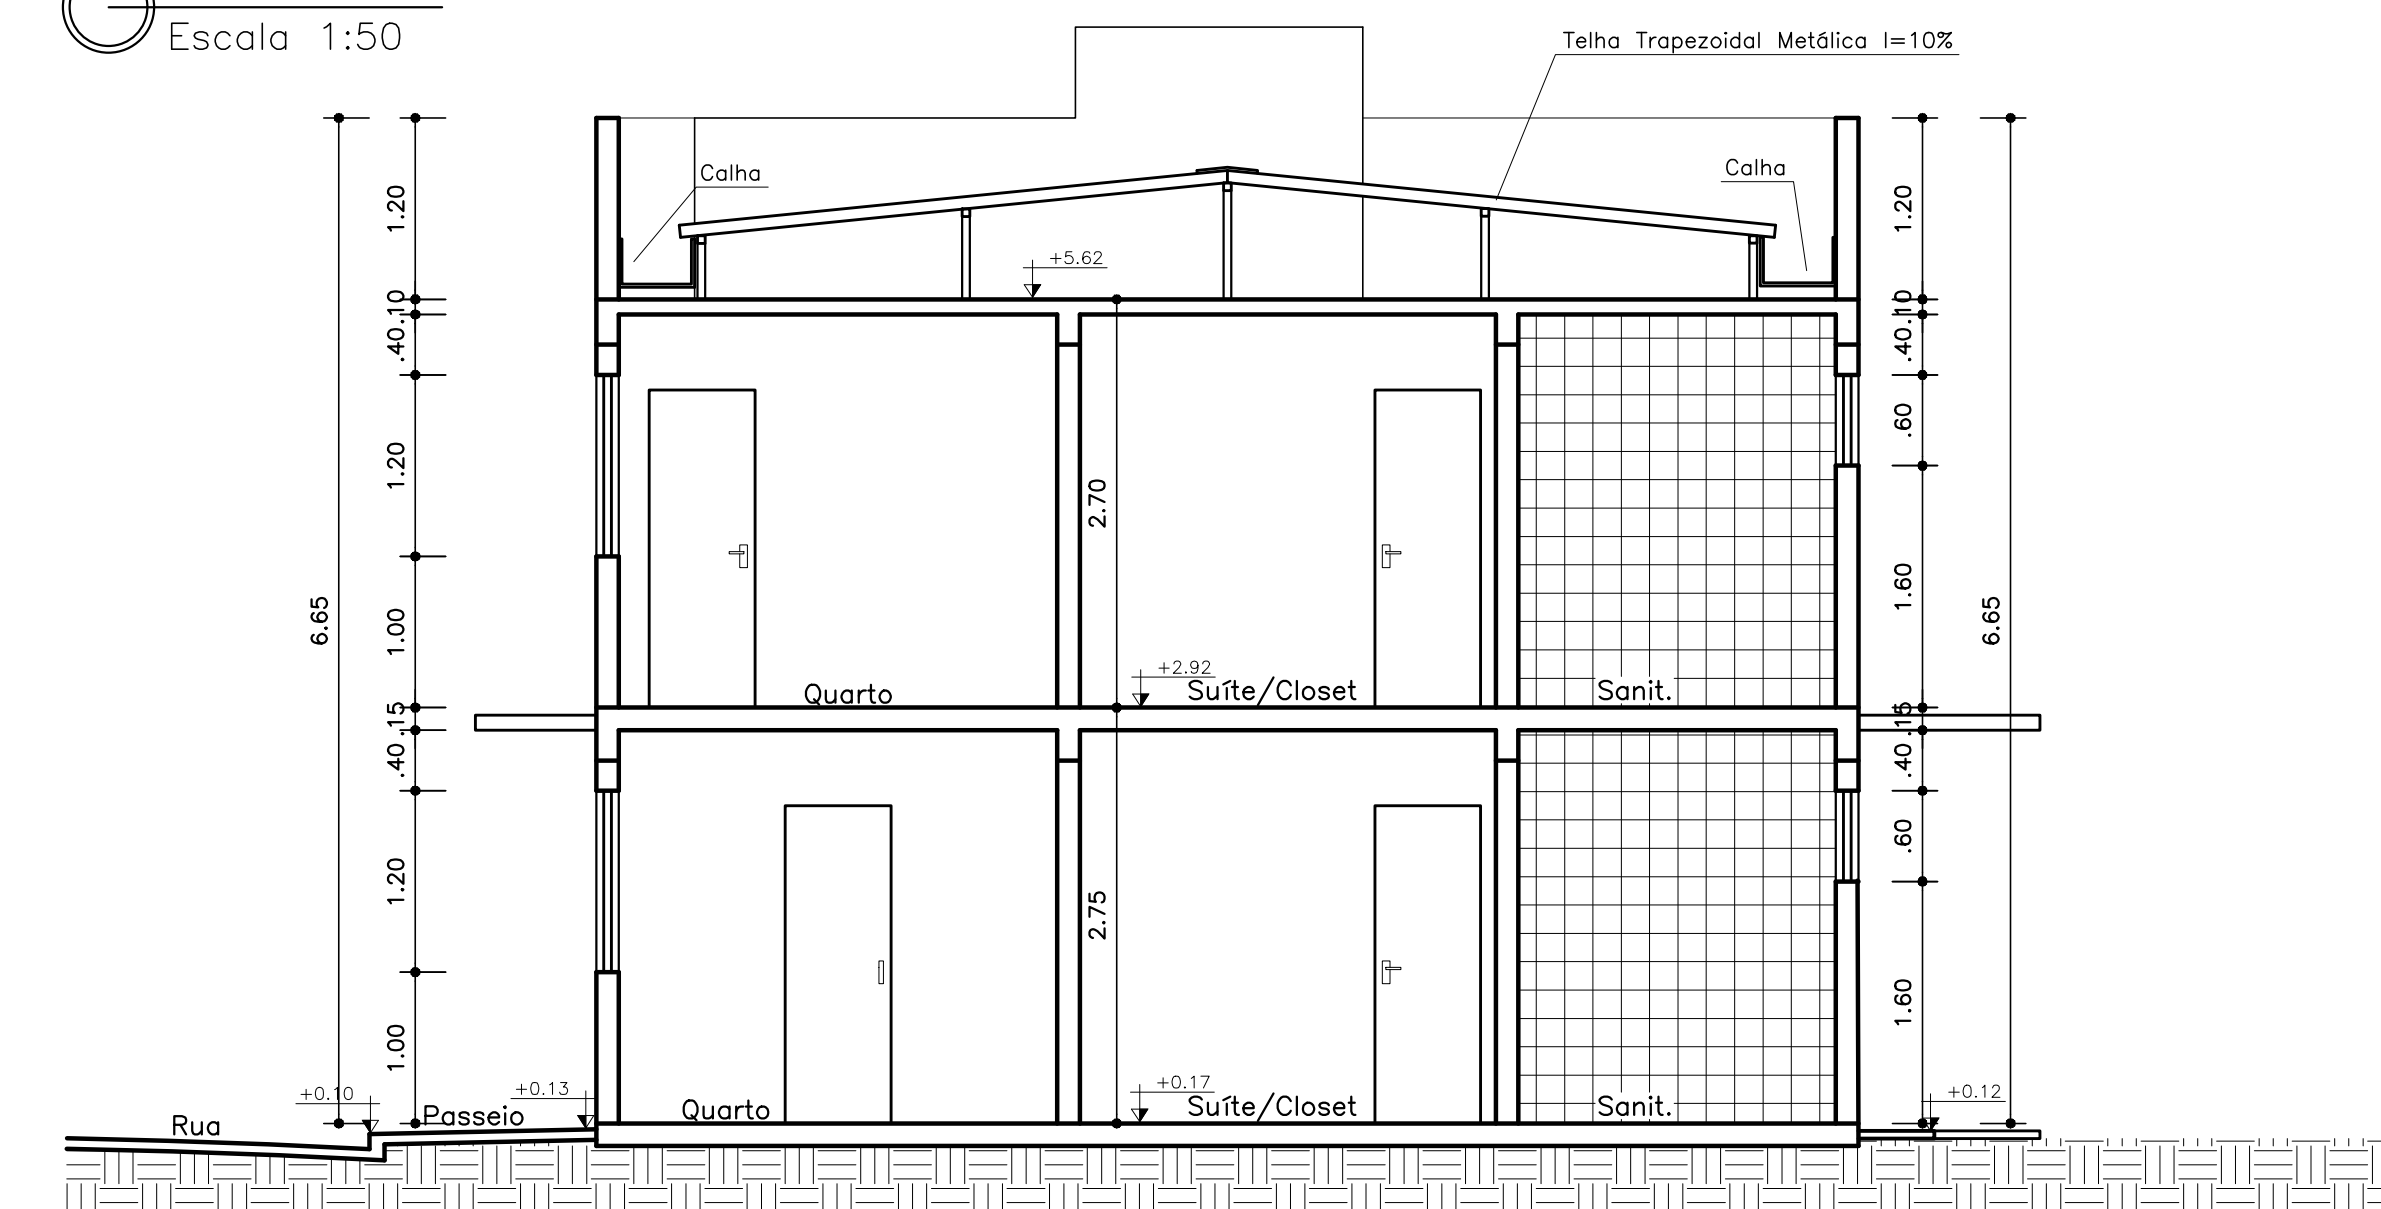 Escala 1:50
Telha Trapezoidal Metálica I=10%
Calha
Calha
1.20
1.20
+5.62
.10
.10
.40
.40
1.20
.60
2.70
1.60
6.65
1.00
6.65
+2.92
Quarto
Suíte/Closet
Sanit.
.15
.15
.40
.40
1.20
.60
2.75
1.60
1.00
+0.10
+0.13
+0.17
+0.12
Rua
Passeio
Quarto
Suíte/Closet
Sanit.